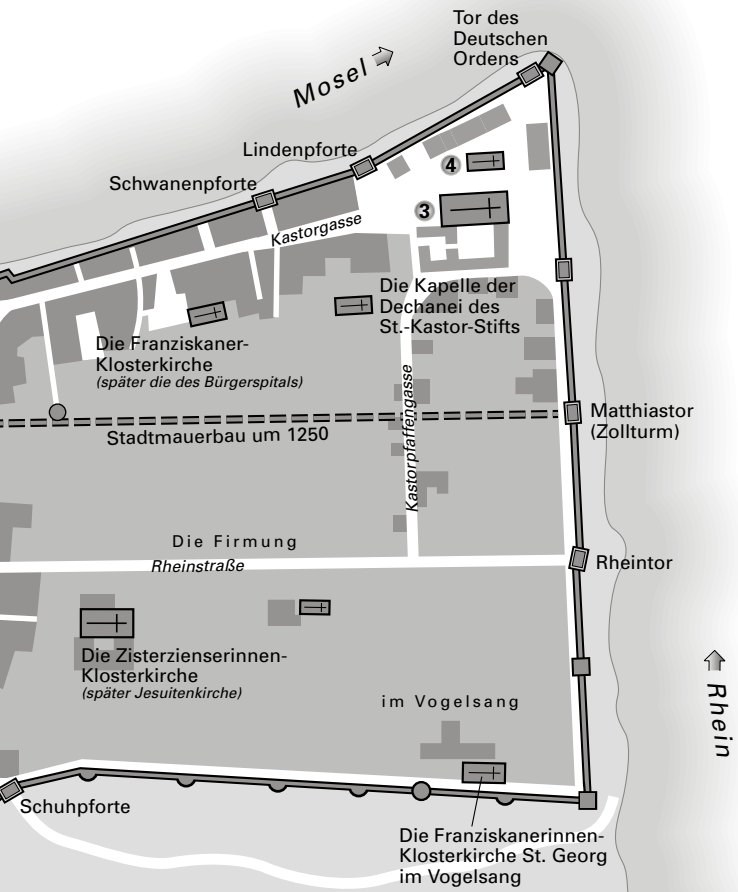 Tor des
Deutschen
Ordens
Mosel
Lindenpforte
4
Schwanenpforte
3
Kastorgasse
Die Kapelle der
Dechanei des
St.-Kastor-Stifts
Die Franziskaner-
Klosterkirche
(später die des Bürgerspitals)
Kastorpfaffengasse
Matthiastor
(Zollturm)
Stadtmauerbau um 1250
Die Firmung
Rheinstraße
Rheintor
Die Zisterzienserinnen-
Klosterkirche
(später Jesuitenkirche)
Rhein
im Vogelsang
Schuhpforte
Die Franziskanerinnen-
Klosterkirche St. Georg
im Vogelsang